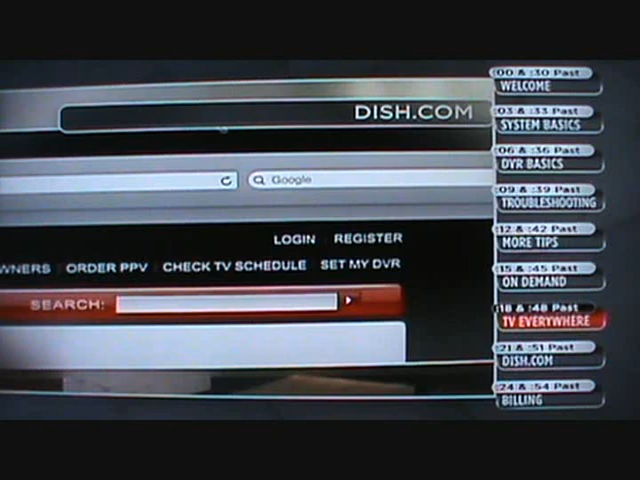 DISH.COM
Google
LOGIN REGISTER
WNERS ORDER PPV CHECK TV SCHEDULE SET MY DVR
SEARCH:
:00 & :30 Past
WELCOME
:03 & :33 Past
SYSTEM BASICS
:06 & :36 Past
DVR BASICS
:09 & :39 Past
TROUBLESHOOTING
:12 & :42 Past
MORE TIPS
:15 & :45 Past
ON DEMAND
:18 & :48 Past
TV EVERYWHERE
:21 & :51 Past
DISH.COM
:24 & :54 Past
BILLING